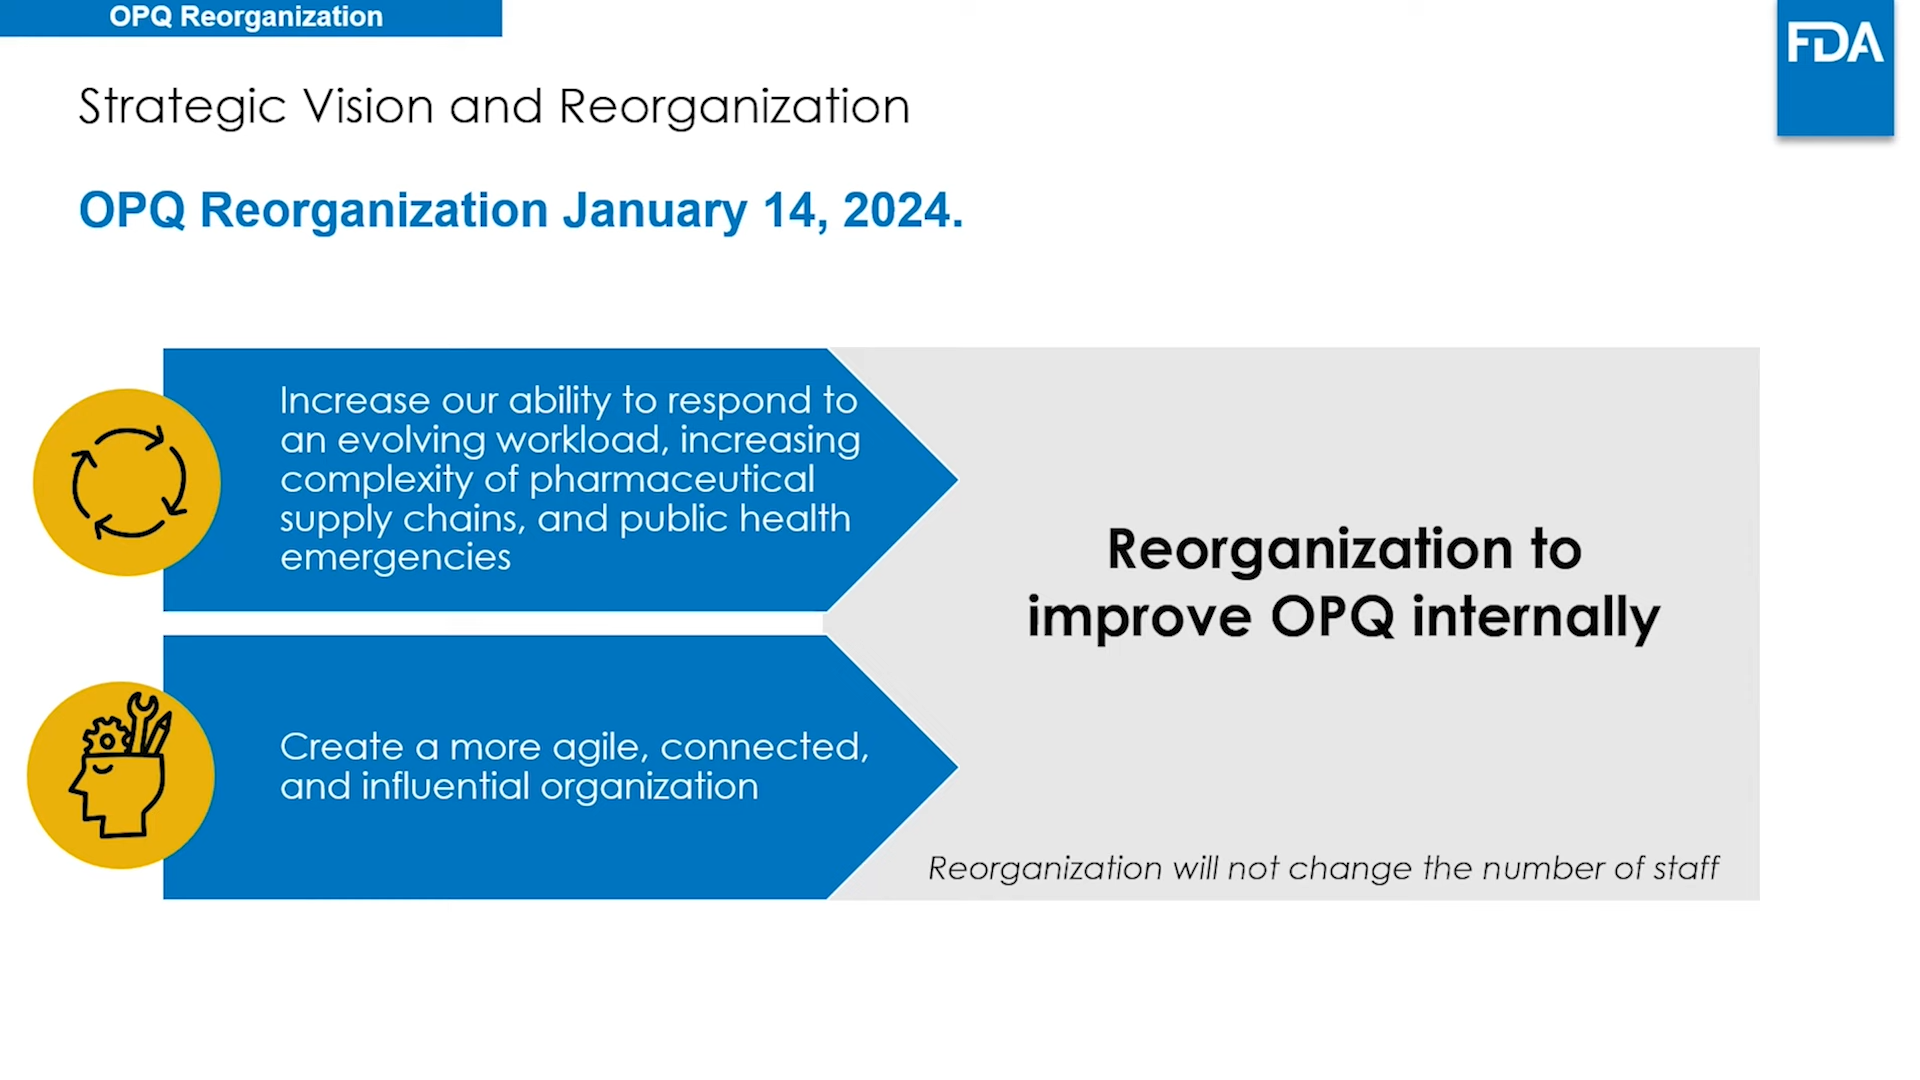 OPQ Reorganization
FDA
Strategic Vision and Reorganization
OPQ Reorganization January 14, 2024.
Increase our ability to respond to
an evolving workload, increasing
complexity of pharmaceutical
supply chains, and public health
emergencies
Reorganization to
improve OPQ internally
Create a more agile, connected,
and influential organization
Reorganization will not change the number of staff